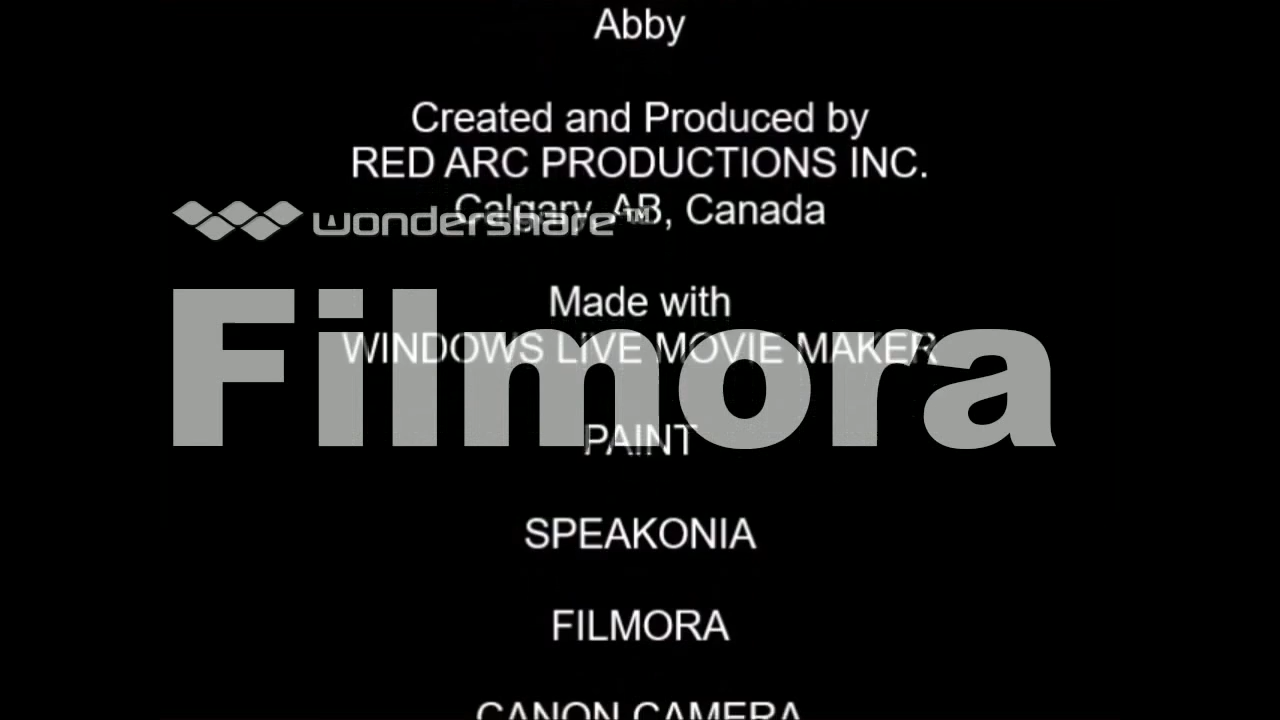 Abby
Created and Produced by
RED ARC PRODUCTIONS INC.
Calgary, AB, Canada
wondershare™
Made with
Filmora
WINDOWS LIVE MOVIE MAKER
PAINT
SPEAKONIA
FILMORA
CANON CAMERA